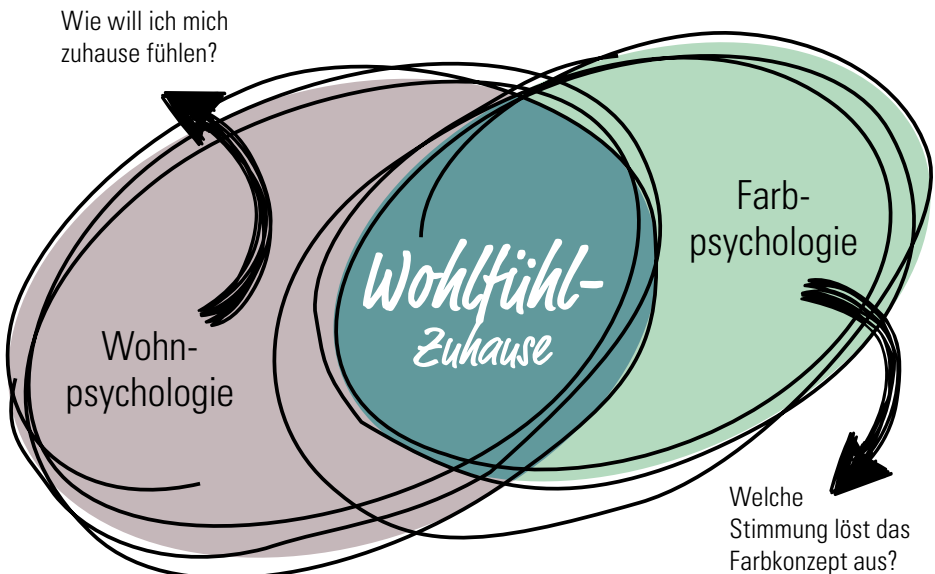 Wie will ich mich
zuhause fühlen?
Wohn-
psychologie
Wohlfühl-
Zuhause
Farb-
psychologie
Welche
Stimmung löst das
Farbkonzept aus?